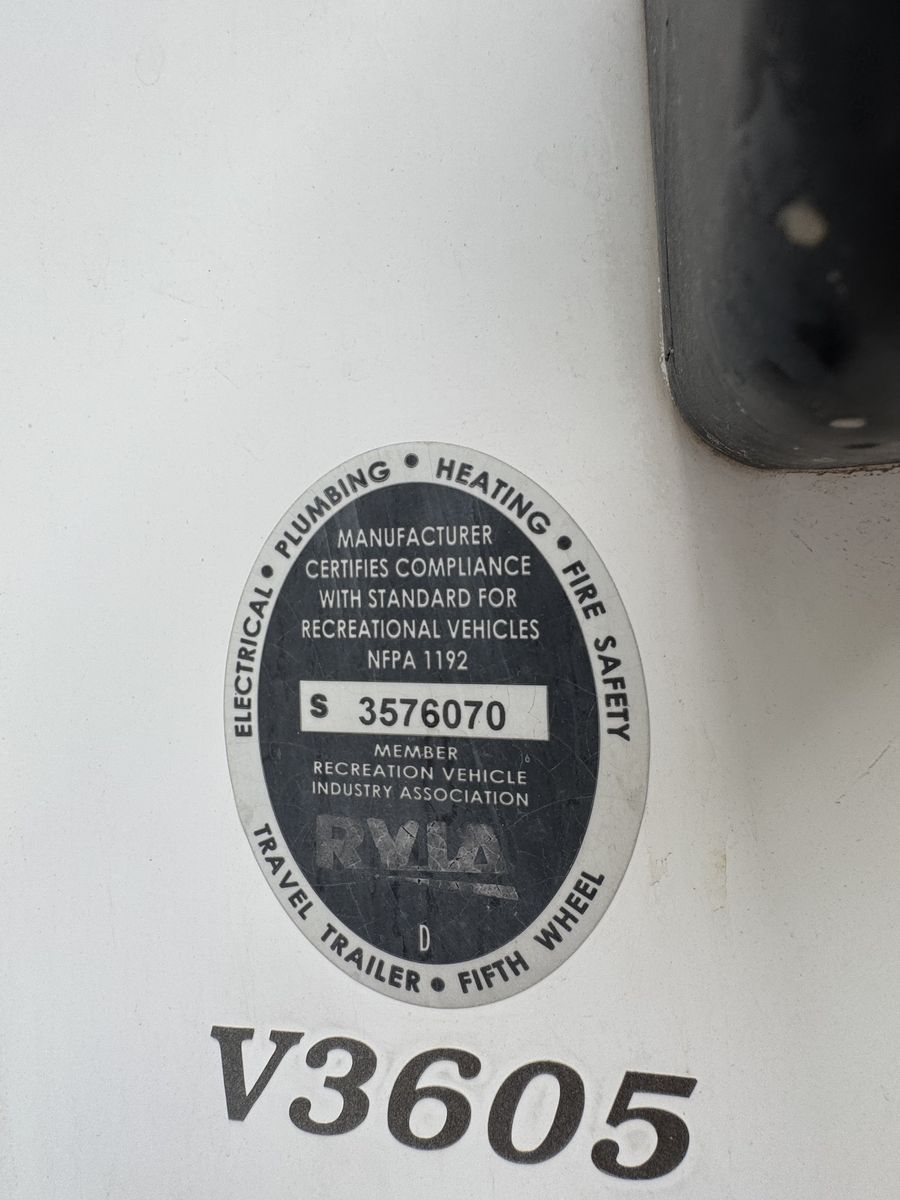 ELECTRICAL • PLUMBING • HEATING • FIRE SAFETY
MANUFACTURER
CERTIFIES COMPLIANCE
WITH STANDARD FOR
RECREATIONAL VEHICLES
NFPA 1192
S 3576070
MEMBER
RECREATION VEHICLE
INDUSTRY ASSOCIATION
RVIA
D
TRAVEL TRAILER • FIFTH WHEEL
V3605